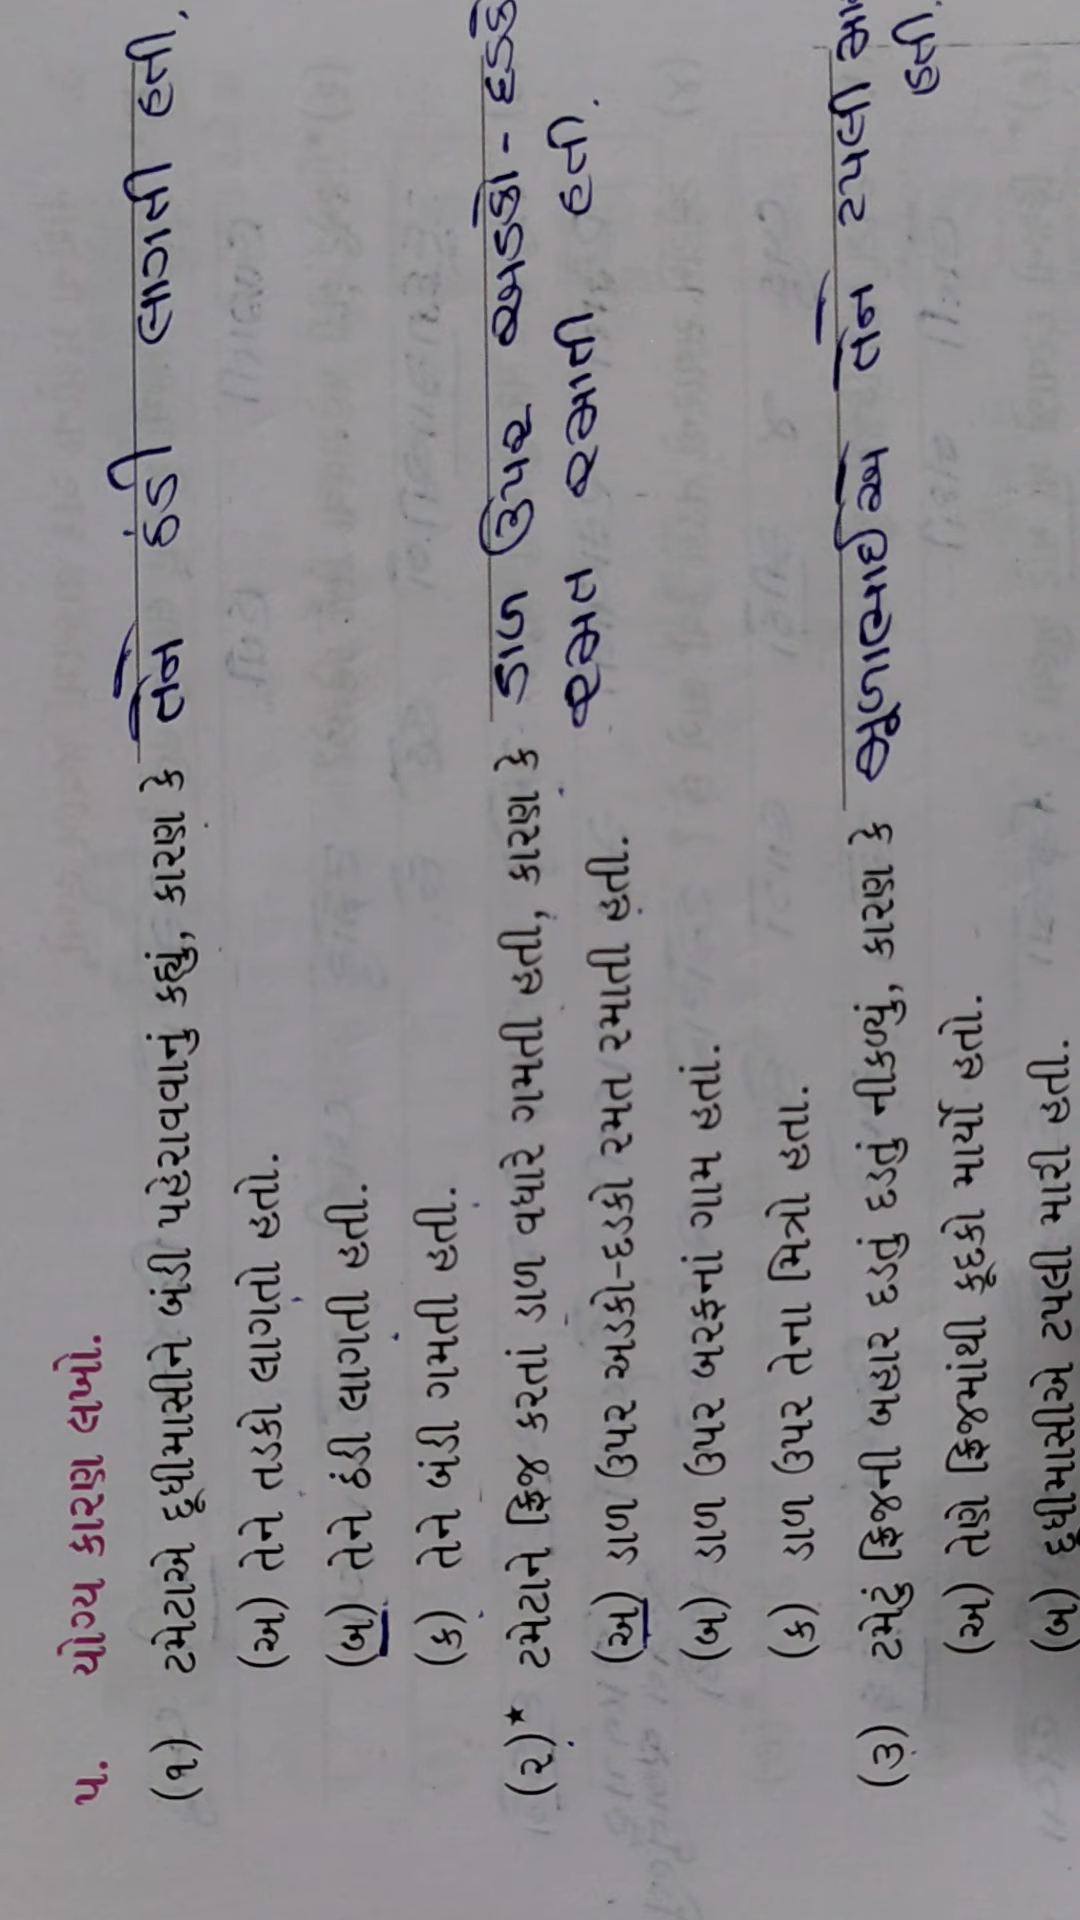 ૫. યોગ્ય કારણ લખો.
(૧) ટમેટાએ દૂધીમાસીને બંડી પહેરાવવાનું કહ્યું, કારણ કે તેને ઠંડી લાગતી હતી.
(અ) તેને તડકો લાગતો હતો.
(બ) તેને ઠંડી લાગતી હતી.
(ક) તેને બંડી ગમતી હતી.
(૨)★ ટમેટાને ફ્રિજ કરતાં ડાળ વધારે ગમતી હતી, કારણ કે ડાળ ઉપર અડકો - દડકો
રમત રમાતી હતી.
(અ) ડાળ ઉપર અડકો-દડકો રમત રમાતી હતી.
(બ) ડાળ ઉપર બરફનાં ગામ હતાં.
(ક) ડાળ ઉપર તેના મિત્રો હતા.
(૩) ટમેટું ફ્રિજની બહાર દડતું દડતું નીકળ્યું, કારણ કે તેને ટપલી
હતી.
(અ) તેણે ફ્રિજમાંથી કૂદકો માર્યો હતો.
(બ) દૂધીમાસીએ ટપલી મારી હતી.